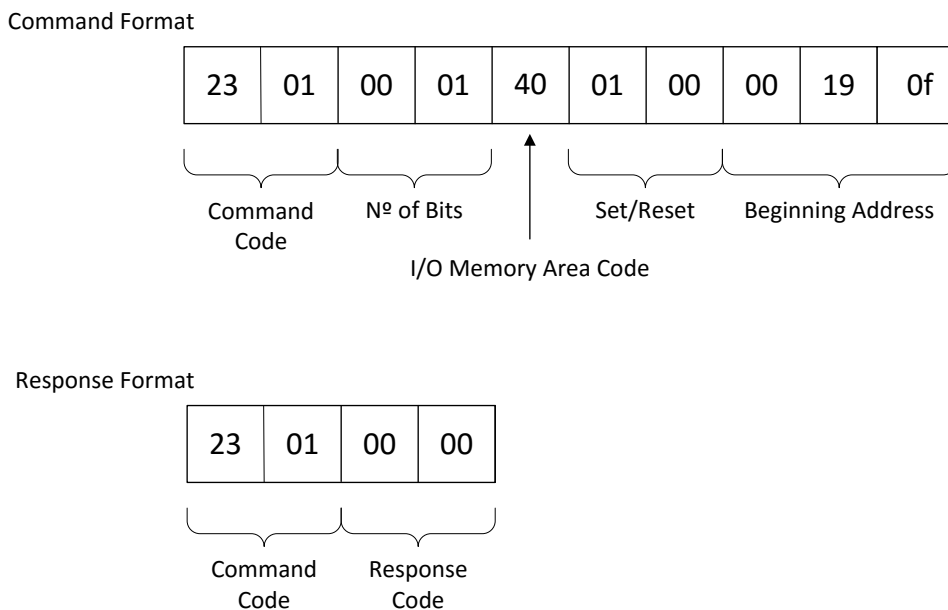 Command Format
23 01 00 01 40 01 00 00 19 0f
Command
Code
Nº of Bits
Set/Reset
Beginning Address
I/O Memory Area Code
Response Format
23 01 00 00
Command
Code
Response
Code